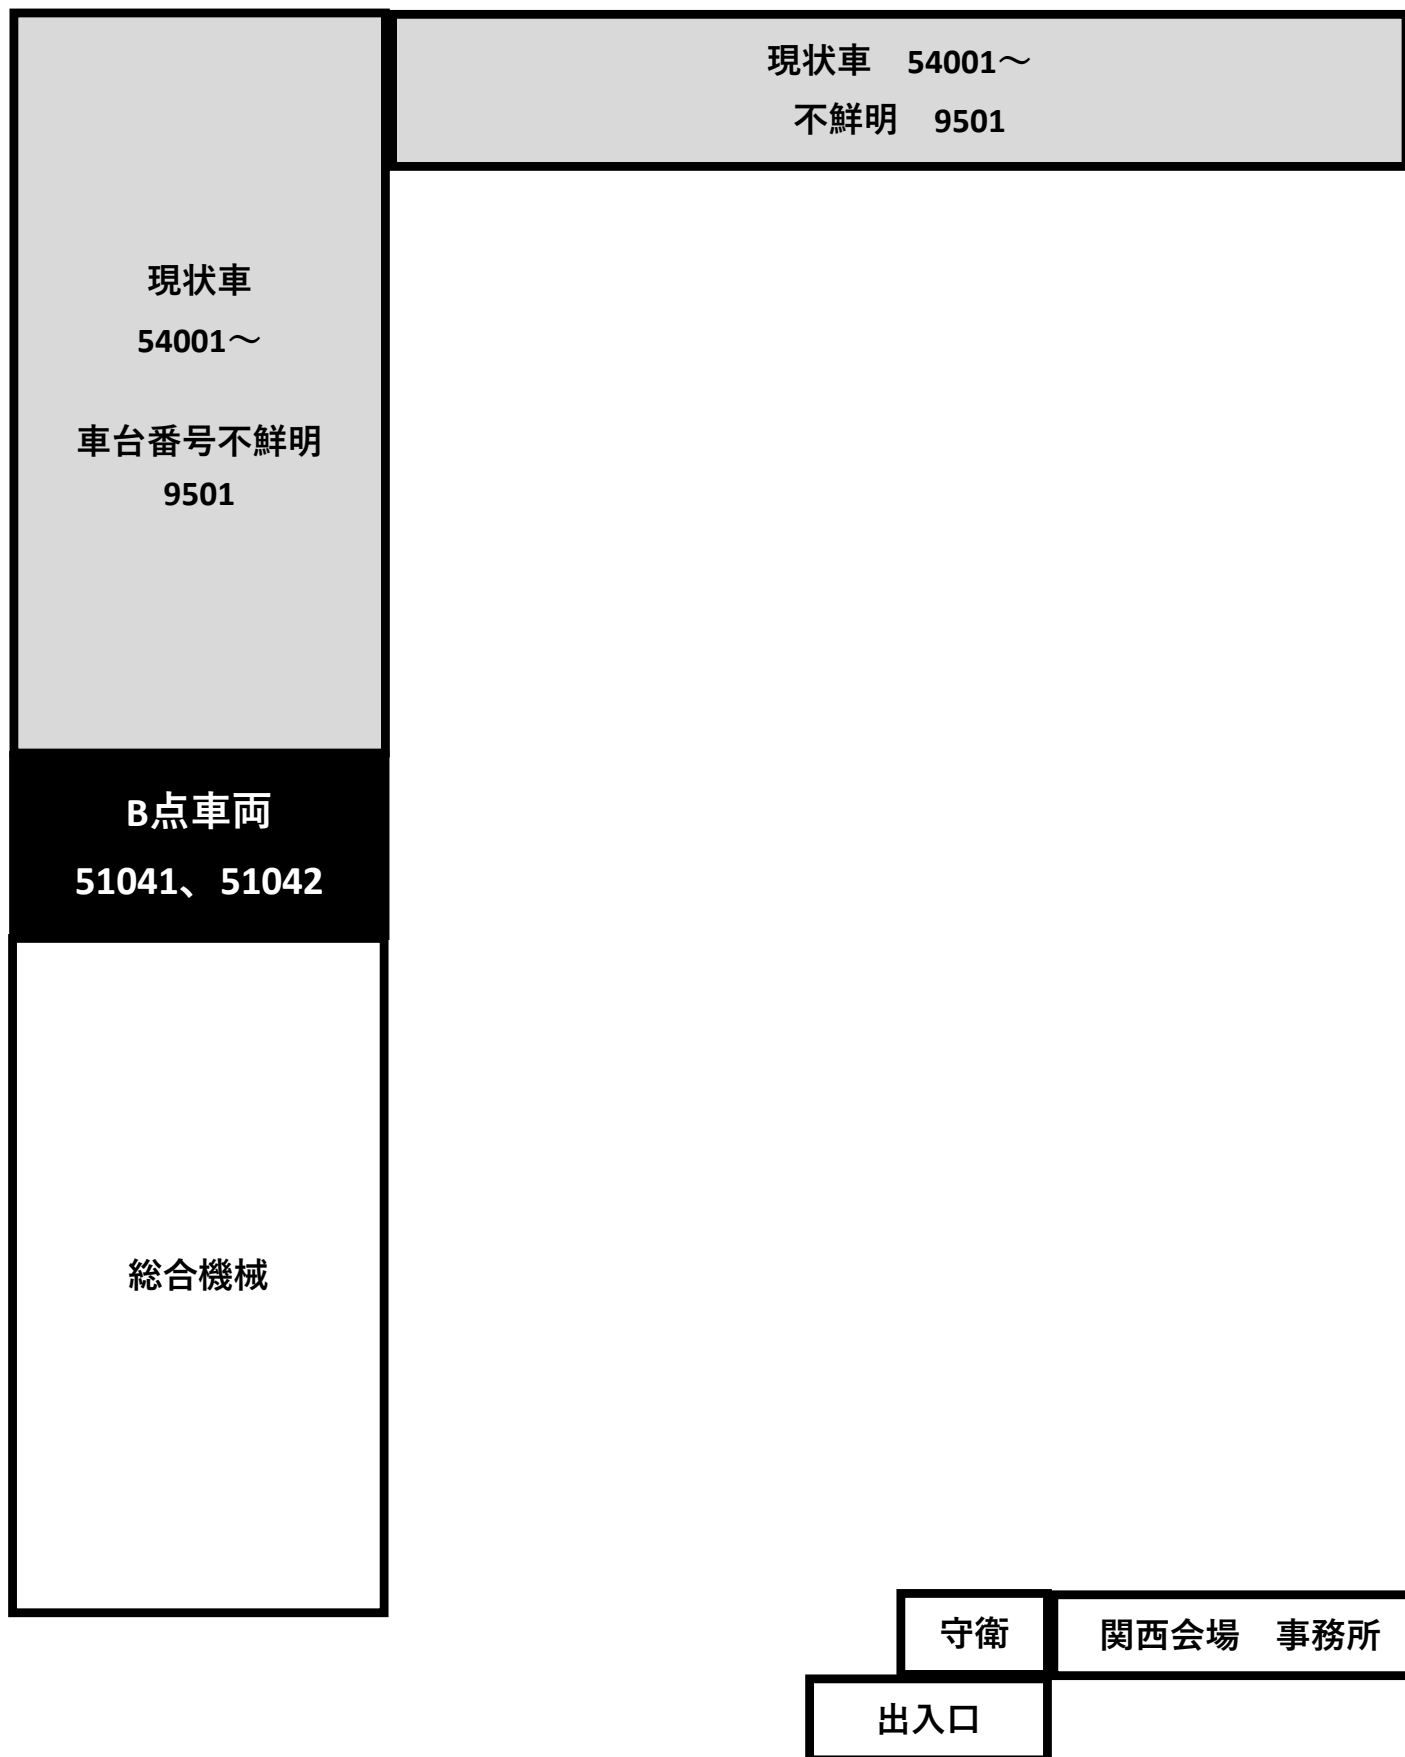 現状車　54001～
不鮮明　9501
現状車
54001～
車台番号不鮮明
9501
B点車両
51041、51042
総合機械
守衛
関西会場　事務所
出入口